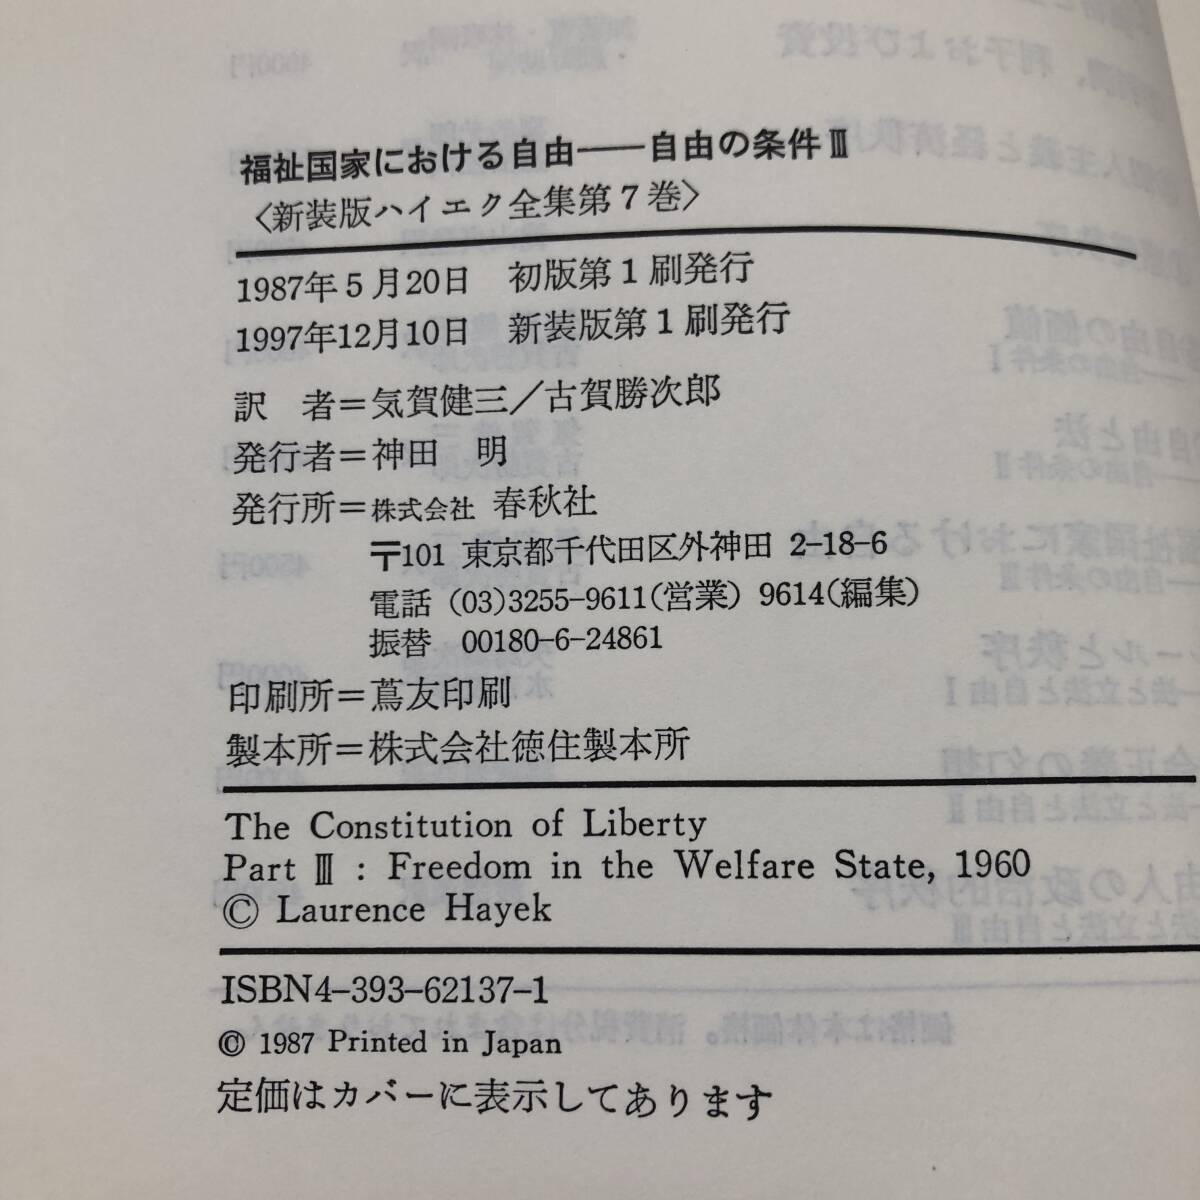 福祉国家における自由――自由の条件Ⅲ
〈新装版ハイエク全集第7巻〉
1987年5月20日　初版第1刷発行
1997年12月10日　新装版第1刷発行
訳　者＝気賀健三／古賀勝次郎
発行者＝神田　明
発行所＝株式会社 春秋社
〒101 東京都千代田区外神田 2-18-6
電話 (03)3255-9611(営業) 9614(編集)
振替　00180-6-24861
印刷所＝蔦友印刷
製本所＝株式会社徳住製本所
The Constitution of Liberty
Part Ⅲ : Freedom in the Welfare State, 1960
© Laurence Hayek
ISBN4-393-62137-1
© 1987 Printed in Japan
定価はカバーに表示してあります